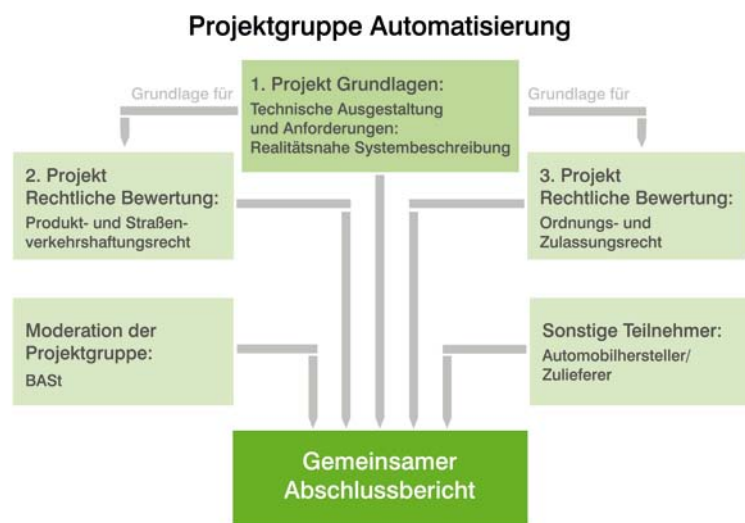 Projektgruppe Automatisierung
Grundlage für
1. Projekt Grundlagen:
Technische Ausgestaltung
und Anforderungen:
Realitätsnahe Systembeschreibung
Grundlage für
2. Projekt
Rechtliche Bewertung:
Produkt- und Straßen-
verkehrshaftungsrecht
3. Projekt
Rechtliche Bewertung:
Ordnungs- und
Zulassungsrecht
Moderation der
Projektgruppe:
BASt
Sonstige Teilnehmer:
Automobilhersteller/
Zulieferer
Gemeinsamer
Abschlussbericht